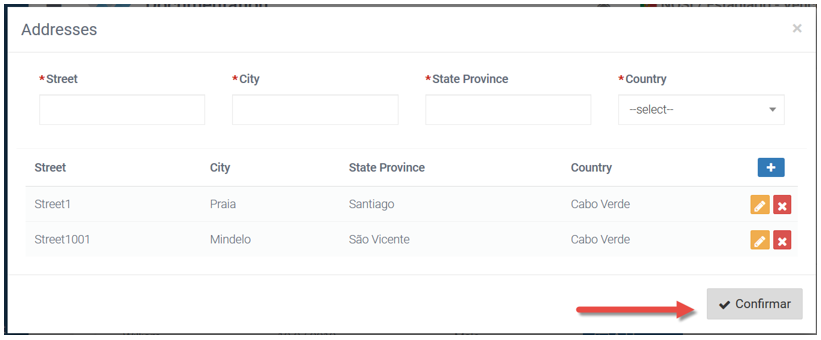 Documentation
Addresses ×
*Street *City *State Province *Country
--select--
Street City State Province Country +
Street1 Praia Santiago Cabo Verde
Street1001 Mindelo São Vicente Cabo Verde
Confirmar